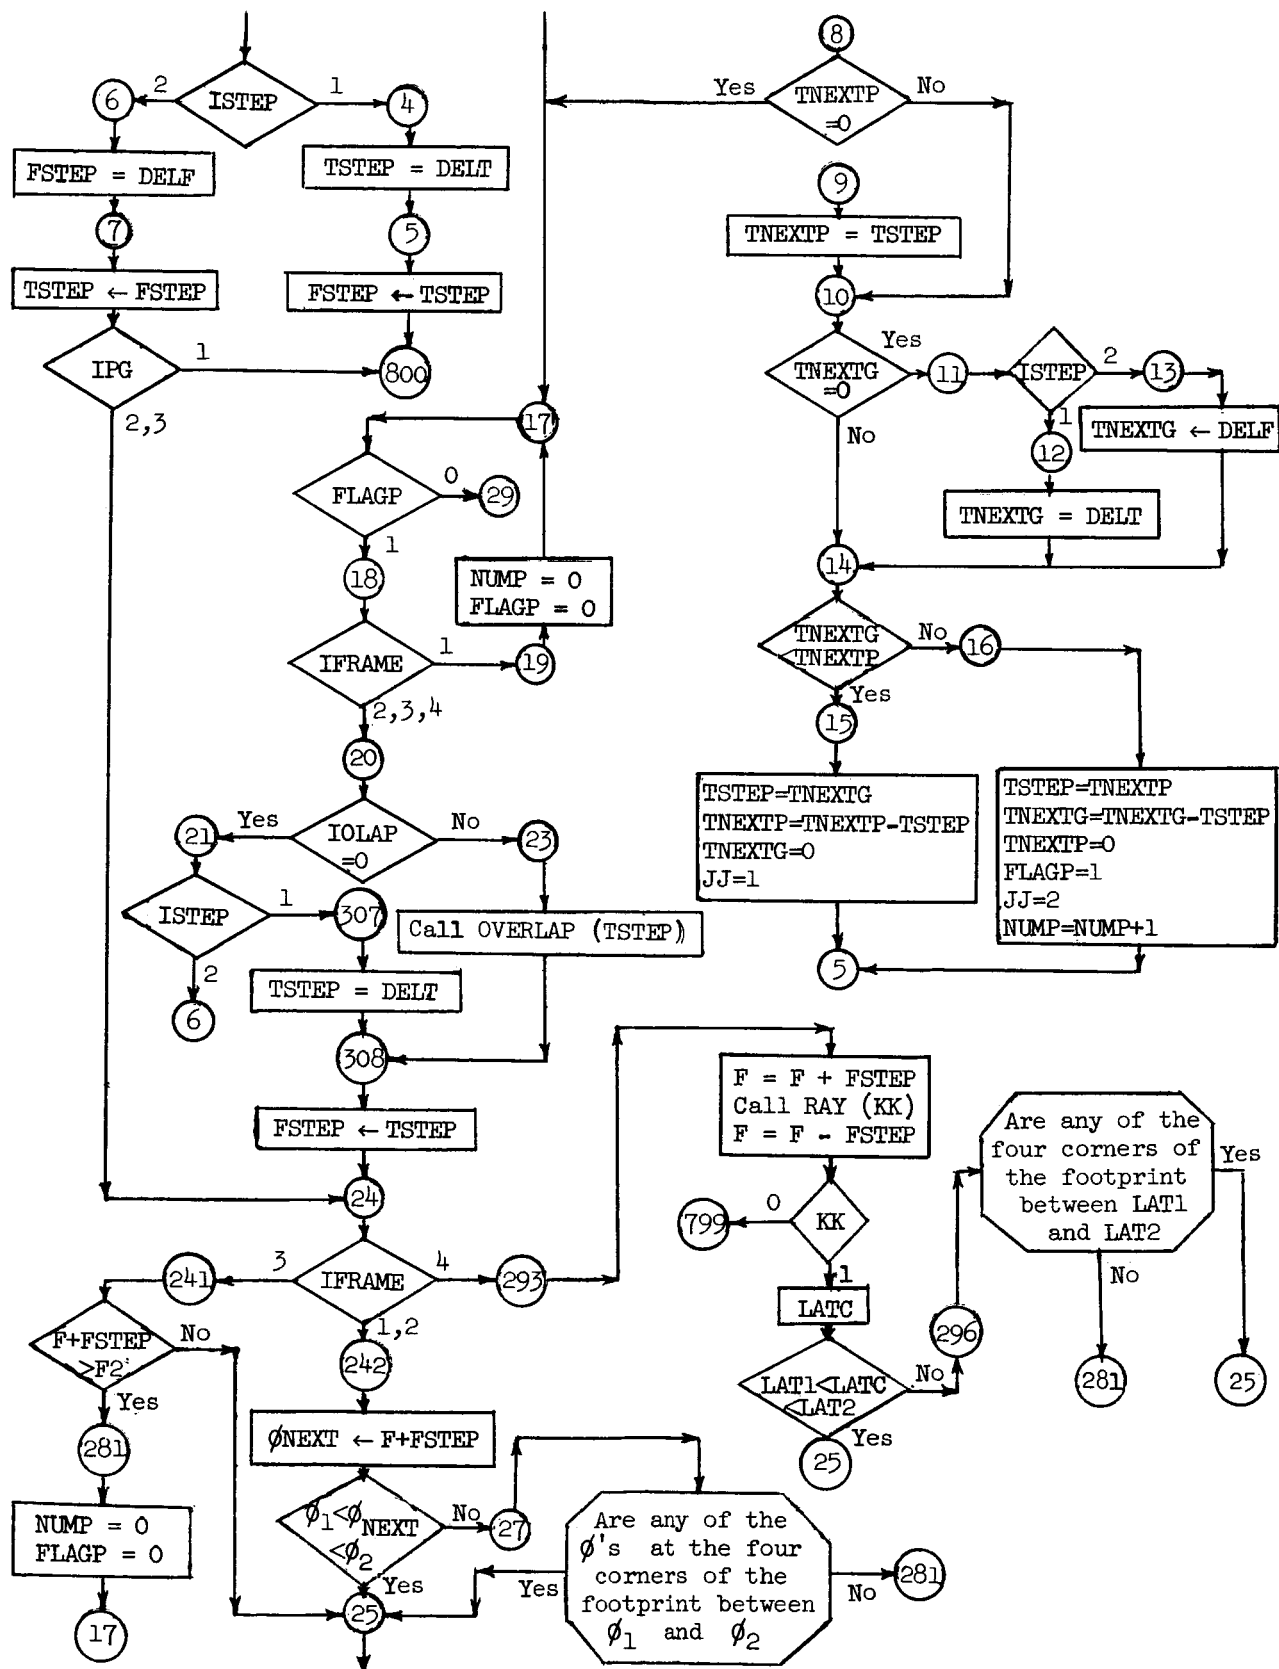 8
6
2
ISTEP
1
4
Yes
TNEXTP
=0
No
FSTEP = DELF
TSTEP = DELT
9
7
5
TNEXTP = TSTEP
TSTEP ← FSTEP
FSTEP ← TSTEP
10
IPG
1
800
2,3
TNEXTG
=0
Yes
11
ISTEP
2
13
1
12
TNEXTG ← DELF
No
TNEXTG = DELT
17
FLAGP
0
29
1
18
NUMP = 0
FLAGP = 0
14
IFRAME
1
19
2,3,4
TNEXTG
<TNEXTP
No
16
Yes
15
20
TSTEP=TNEXTG
TNEXTP=TNEXTP-TSTEP
TNEXTG=0
JJ=1
TSTEP=TNEXTP
TNEXTG=TNEXTG-TSTEP
TNEXTP=0
FLAGP=1
JJ=2
NUMP=NUMP+1
21
Yes
IOLAP
=0
No
23
ISTEP
1
307
Call OVERLAP (TSTEP)
2
6
TSTEP = DELT
5
308
FSTEP ← TSTEP
F = F + FSTEP
Call RAY (KK)
F = F - FSTEP
Are any of the
four corners of
the footprint
between LAT1
and LAT2
Yes
No
24
799
0
KK
1
241
3
IFRAME
4
293
1,2
LATC
296
F+FSTEP
>F2
No
Yes
242
LAT1<LATC
<LAT2
No
Yes
25
281
25
281
ØNEXT ← F+FSTEP
NUMP = 0
FLAGP = 0
ø1<øNEXT
<ø2
No
27
Yes
Are any of the
ø's at the four
corners of the
footprint between
ø1 and ø2
Yes
No
281
17
25